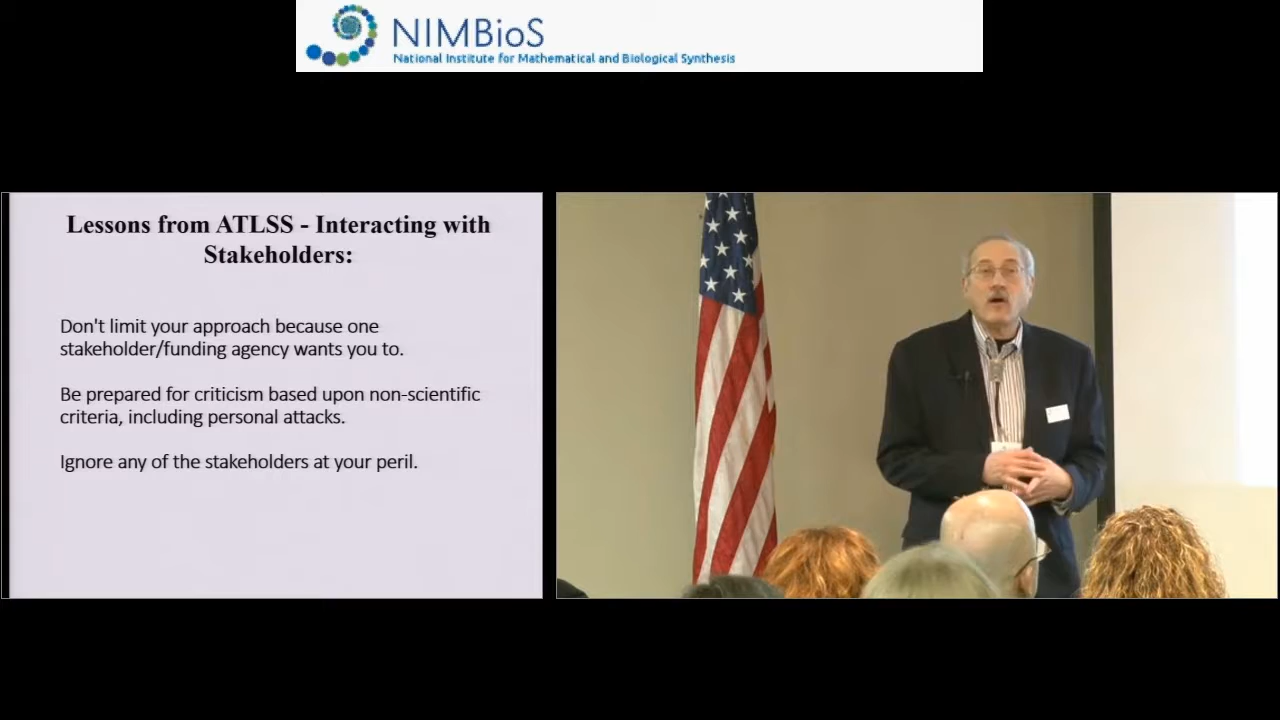 NIMBioS
National Institute for Mathematical and Biological Synthesis
Lessons from ATLSS - Interacting with
Stakeholders:
Don't limit your approach because one
stakeholder/funding agency wants you to.
Be prepared for criticism based upon non-scientific
criteria, including personal attacks.
Ignore any of the stakeholders at your peril.